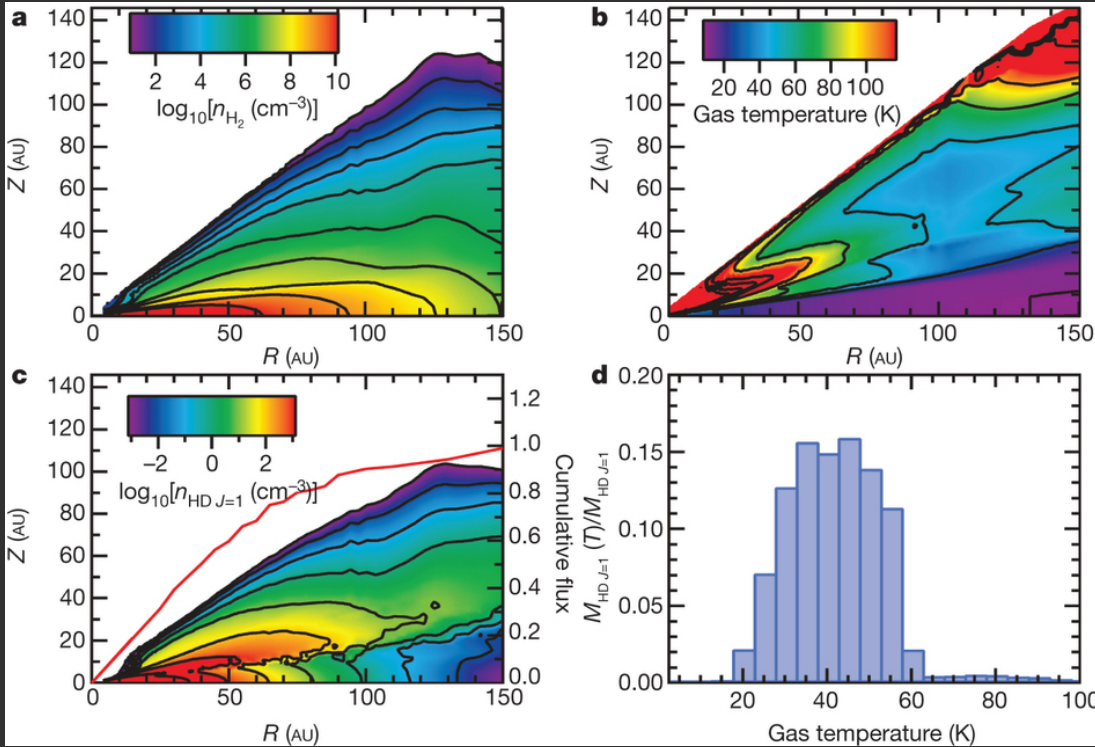 a
140
120
100
80
60
40
20
0
Z (AU)
2 4 6 8 10
log10[nH2 (cm−3)]
0 50 100 150
R (AU)
b
140
120
100
80
60
40
20
0
Z (AU)
20 40 60 80 100
Gas temperature (K)
0 50 100 150
R (AU)
c
140
120
100
80
60
40
20
0
Z (AU)
−2 0 2
log10[nHD J=1 (cm−3)]
1.2
1.0
0.8
0.6
0.4
0.2
0.0
Cumulative flux
0 50 100 150
R (AU)
d
0.20
0.15
0.10
0.05
0.00
MHD J=1 (T)/MHD J=1
20 40 60 80 100
Gas temperature (K)